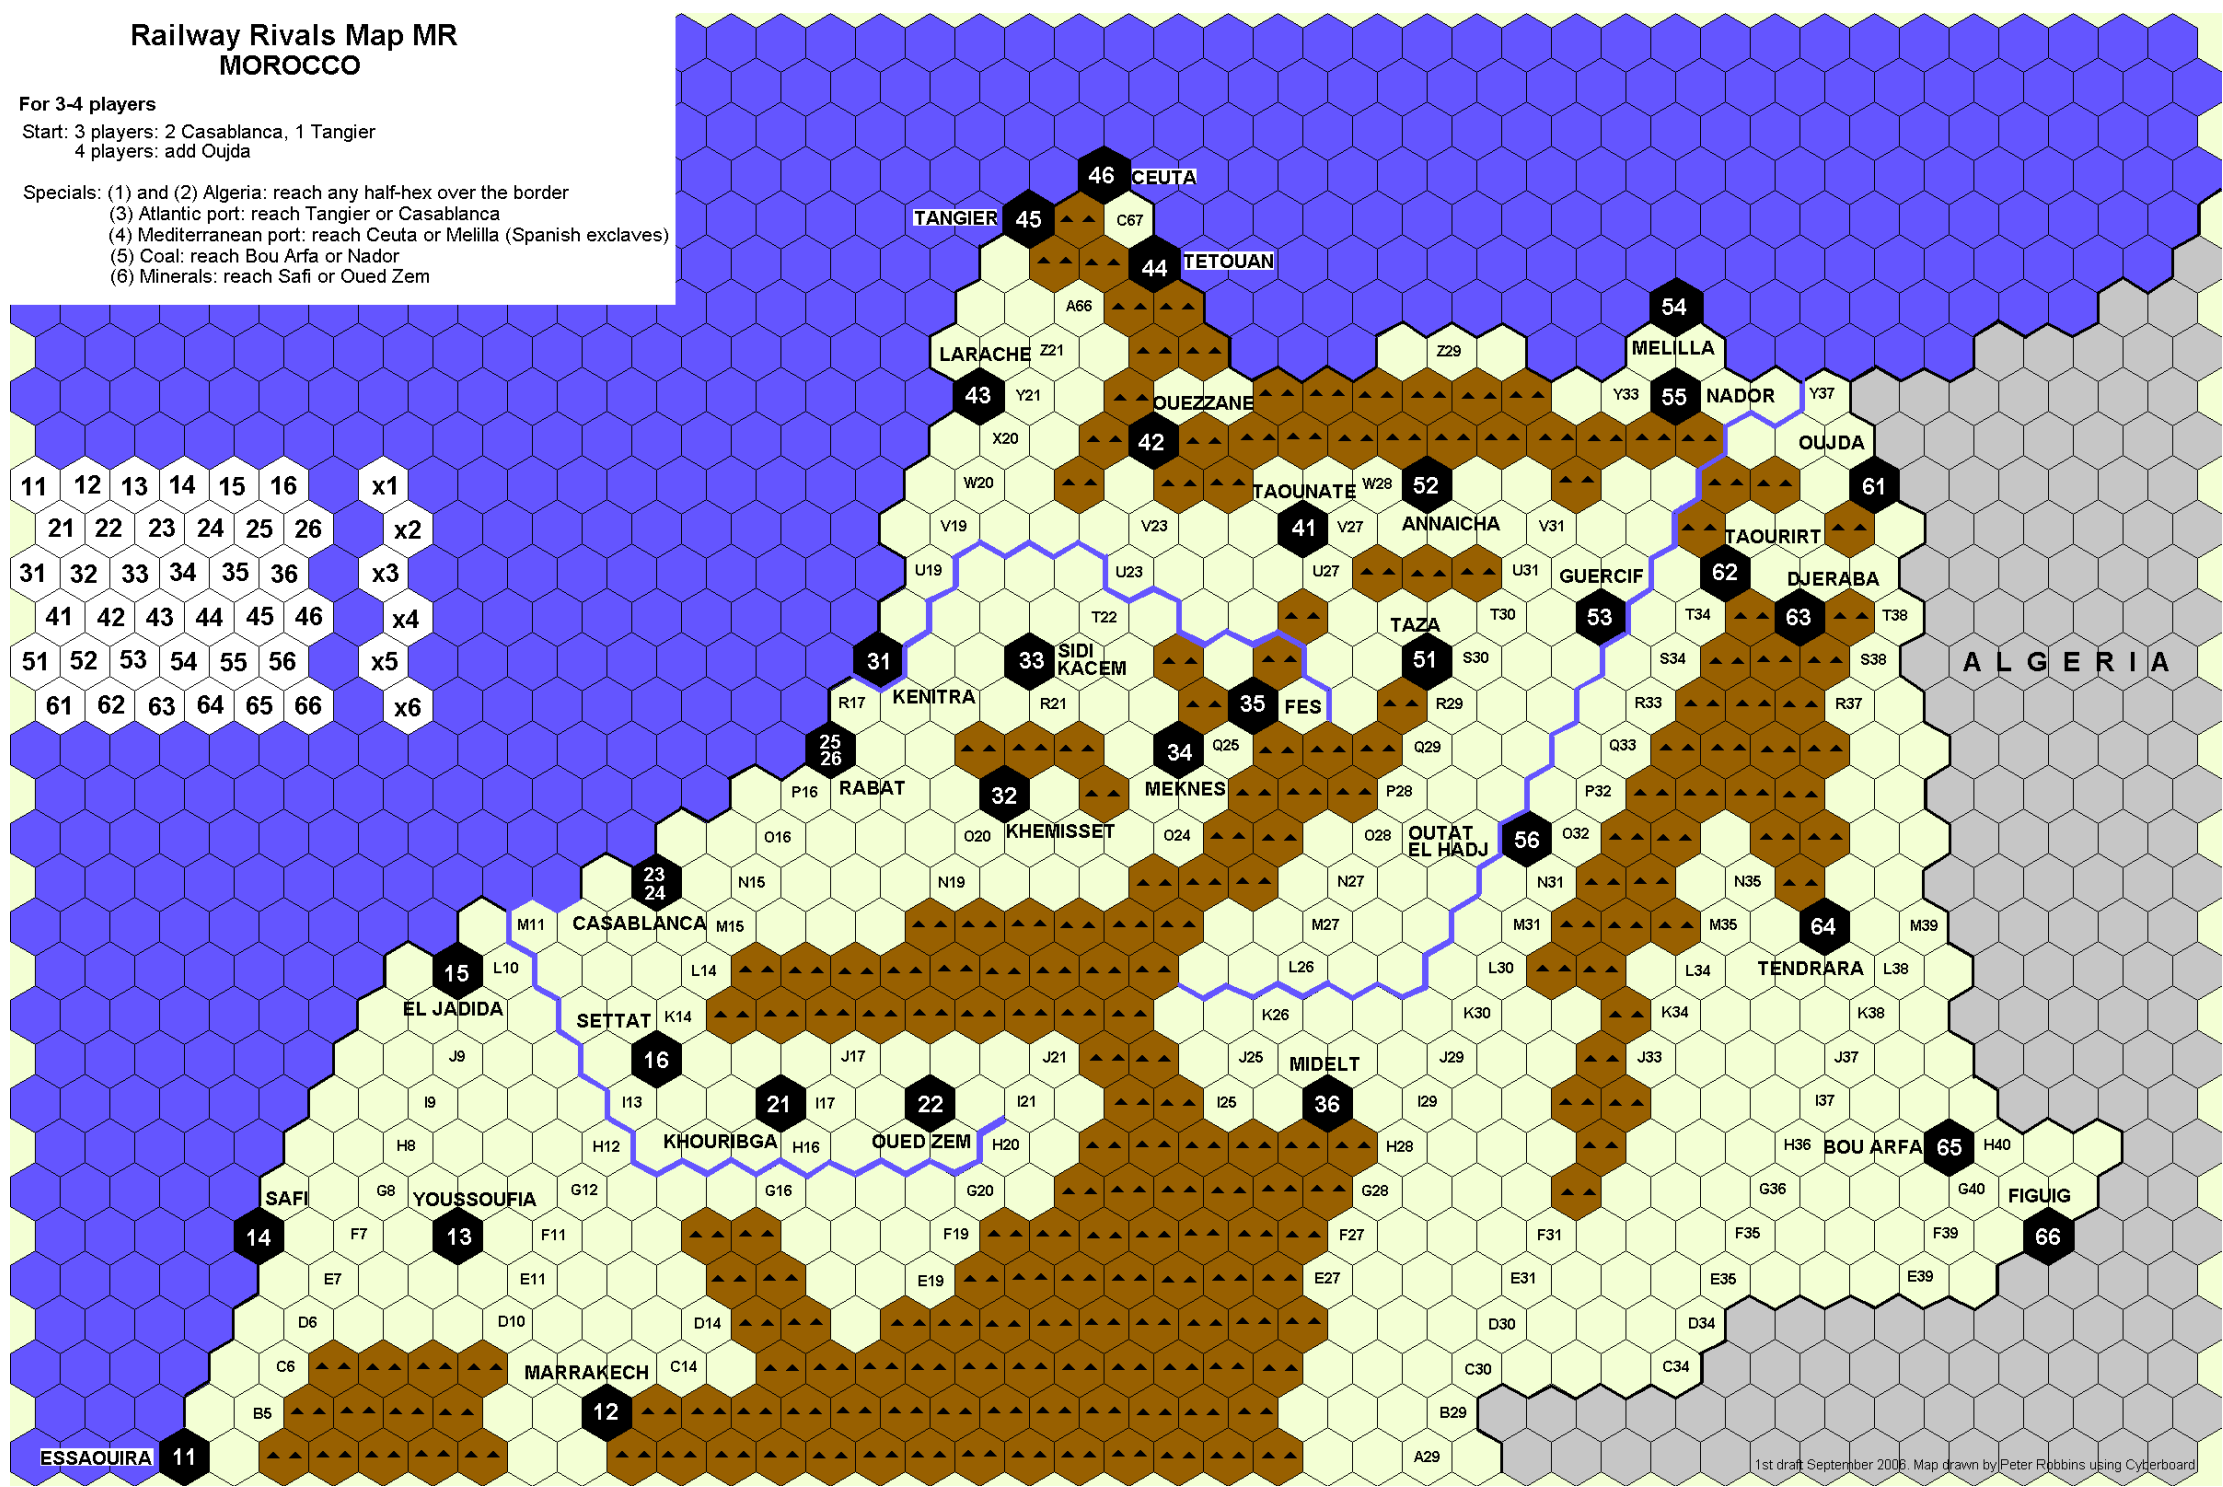 Railway Rivals Map MR
MOROCCO
For 3-4 players
Start: 3 players: 2 Casablanca, 1 Tangier
4 players: add Oujda
Specials: (1) and (2) Algeria: reach any half-hex over the border
(3) Atlantic port: reach Tangier or Casablanca
(4) Mediterranean port: reach Ceuta or Melilla (Spanish exclaves)
(5) Coal: reach Bou Arfa or Nador
(6) Minerals: reach Safi or Oued Zem
46 CEUTA
TANGIER 45 C67
44 TETOUAN
A66 54
LARACHE Z21 Z29 MELILLA
43 Y21 OUEZZANE Y33 55 NADOR Y37
X20 42 OUJDA
11 12 13 14 15 16 x1 W20 TAOUNATE W28 52 61
21 22 23 24 25 26 x2 V19 V23 41 V27 ANNAICHA V31 TAOURIRT
31 32 33 34 35 36 x3 U19 U23 U27 U31 GUERCIF 62 DJERABA
41 42 43 44 45 46 x4 T22 TAZA T30 53 T34 63 T38
51 52 53 54 55 56 x5 31 33 SIDI KACEM 51 S30 S34 S38 ALGERIA
61 62 63 64 65 66 x6 R17 KENITRA R21 35 FES R29 R33 R37
25 26 34 Q25 Q29 Q33
P16 RABAT 32 MEKNES P28 P32
O16 O20 KHEMISSET O24 O28 OUTAT EL HADJ 56 O32
23 24 N15 N19 N27 N31 N35
M11 CASABLANCA M15 M27 M31 M35 64 M39
15 L10 L14 L26 L30 L34 TENDRARA L38
EL JADIDA SETTAT K14 K26 K30 K34 K38
J9 16 J17 J21 J25 MIDELT J29 J33 J37
I9 I13 21 I17 22 I21 I25 36 I29 I37
H8 H12 KHOURIBGA H16 OUED ZEM H20 H28 H36 BOU ARFA 65 H40
SAFI G8 YOUSSOUFIA G12 G16 G20 G28 G36 G40 FIGUIG
14 F7 13 F11 F19 F27 F31 F35 F39 66
E7 E11 E19 E27 E31 E35 E39
D6 D10 D14 D30 D34
C6 MARRAKECH C14 C30 C34
B5 12 B29
ESSAOUIRA 11 A29 1st draft September 2006. Map drawn by Peter Robbins using Cyberboard